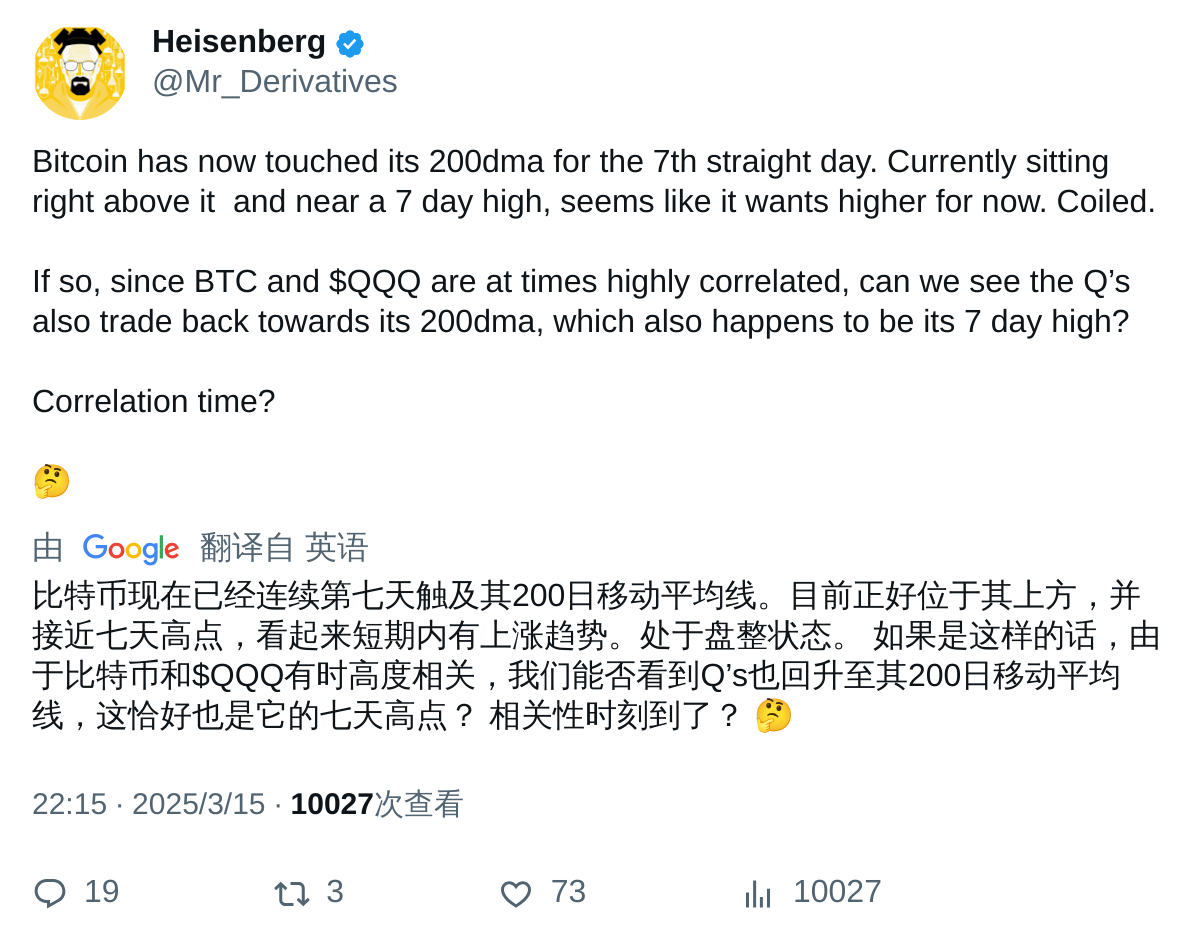 Heisenberg
@Mr_Derivatives
Bitcoin has now touched its 200dma for the 7th straight day. Currently sitting
right above it  and near a 7 day high, seems like it wants higher for now. Coiled.
If so, since BTC and $QQQ are at times highly correlated, can we see the Q’s
also trade back towards its 200dma, which also happens to be its 7 day high?
Correlation time?
🤔
由 Google 翻译自 英语
比特币现在已经连续第七天触及其200日移动平均线。目前正好位于其上方，并
接近七天高点，看起来短期内有上涨趋势。处于盘整状态。 如果是这样的话，由
于比特币和$QQQ有时高度相关，我们能否看到Q’s也回升至其200日移动平均
线，这恰好也是它的七天高点？ 相关性时刻到了？ 🤔
22:15 · 2025/3/15 · 10027次查看
19 3 73 10027